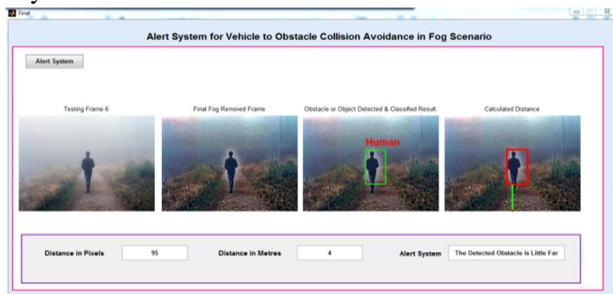 Final
Alert System for Vehicle to Obstacle Collision Avoidance in Fog Scenario
Alert System
Testing Frame 6
Final Fog Removed Frame
Obstacle or Object Detected & Classified Result
Calculated Distance
Human
Distance in Pixels
95
Distance in Metres
4
Alert System
The Detected Obstacle Is Little Far